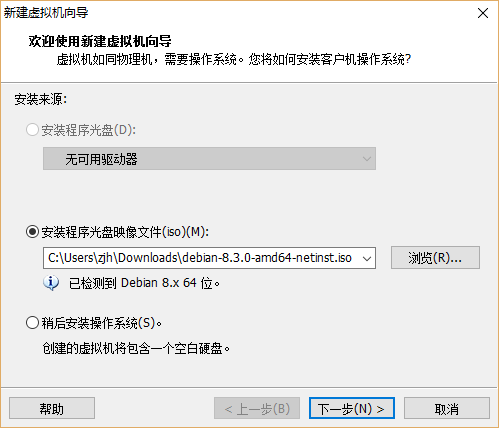 新建虚拟机向导
欢迎使用新建虚拟机向导
虚拟机如同物理机，需要操作系统。您将如何安装客户机操作系统?
安装来源:
安装程序光盘(D):
无可用驱动器
安装程序光盘映像文件(iso)(M):
C:\Users\zjh\Downloads\debian-8.3.0-amd64-netinst.iso
浏览(R)...
已检测到 Debian 8.x 64 位。
稍后安装操作系统(S)。
创建的虚拟机将包含一个空白硬盘。
帮助
< 上一步(B)
下一步(N) >
取消